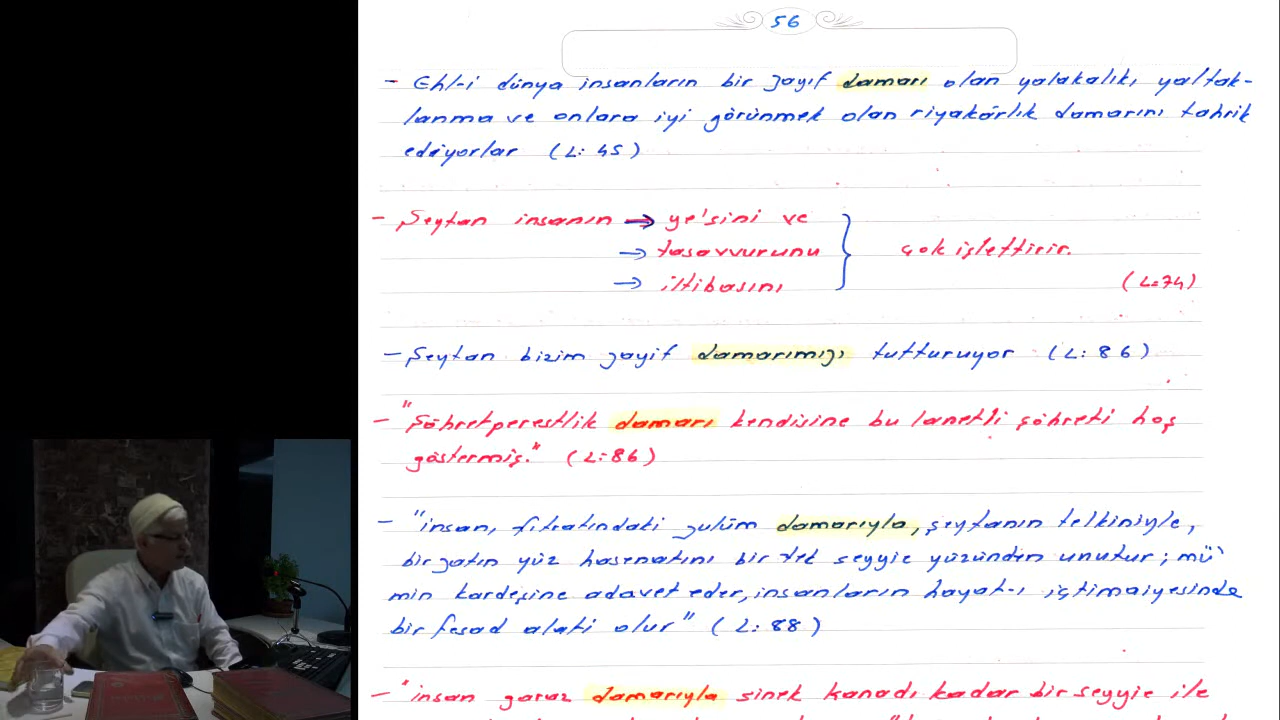 56
- Ehl-i dünya insanların bir zayıf damarı olan yalakalık, yaltak-
lanma ve onlara iyi görünmek olan riyakârlık damarını tahrik
ediyorlar (L: 45)
- Şeytan insanın → ye'sini ve
→ tasavvurunu } çok işlettirir.
→ iltibasını
(L:74)
- Şeytan bizim zayif damarımızı tutturuyor (L: 86)
- "Şöhretperestlik damarı kendisine bu lanetli şöhreti hoş
göstermiş." (L:86)
- "insan, fıtratındaki zulüm damarıyla, şeytanın telkiniyle,
bir zatın yüz hasenatını bir tek seyyie yüzünden unutur; mü'
min kardeşine adavet eder, insanların hayat-ı içtimaiyesinde
bir fesad aleti olur" (L: 88)
- "insan garaz damarıyla sinek kanadı kadar bir seyyie ile